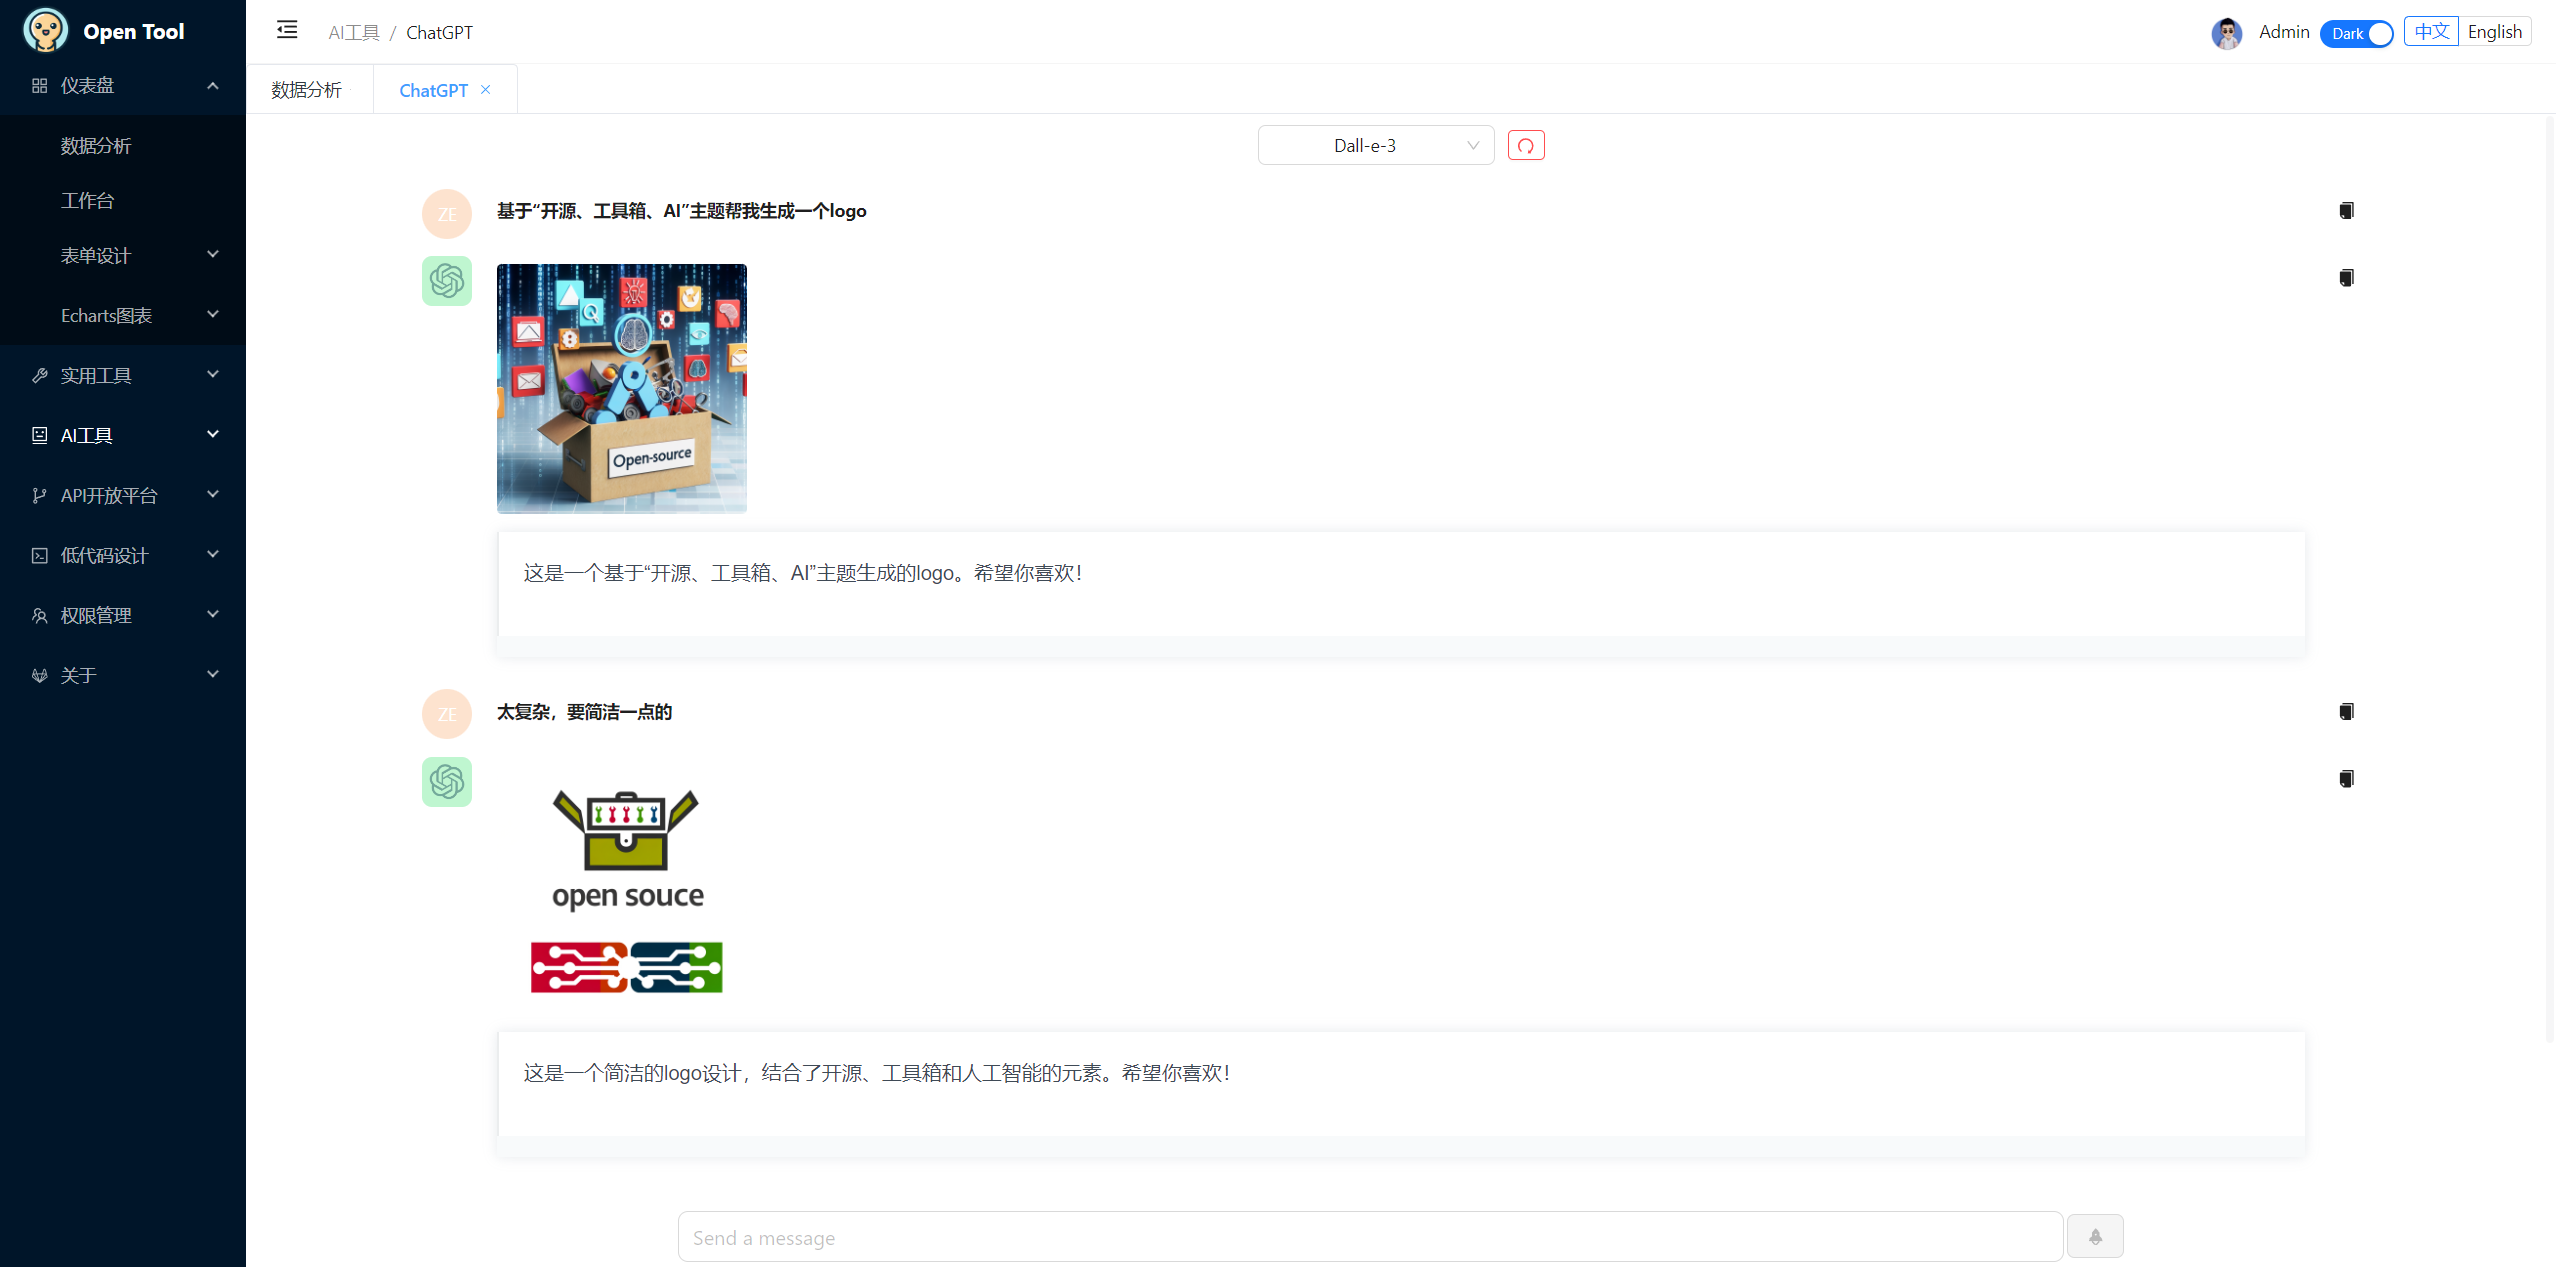 Open Tool
仪表盘
数据分析
工作台
表单设计
Echarts图表
实用工具
AI工具
API开放平台
低代码设计
权限管理
关于
AI工具 / ChatGPT
Admin
Dark
中文
English
数据分析
ChatGPT
Dall-e-3
ZE
基于“开源、工具箱、AI”主题帮我生成一个logo
Open-source
这是一个基于“开源、工具箱、AI”主题生成的logo。希望你喜欢！
ZE
太复杂，要简洁一点的
open souce
这是一个简洁的logo设计，结合了开源、工具箱和人工智能的元素。希望你喜欢！
Send a message